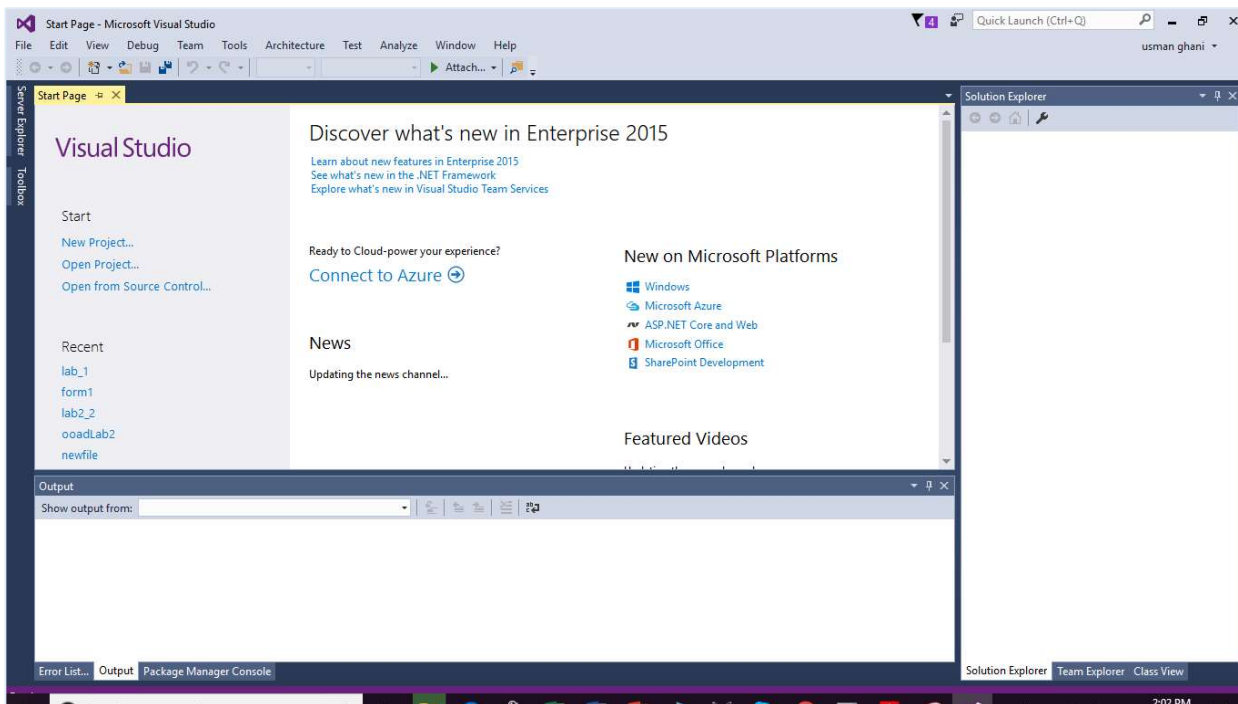 Start Page - Microsoft Visual Studio
4
Quick Launch (Ctrl+Q)
File Edit View Debug Team Tools Architecture Test Analyze Window Help
usman ghani
Attach...
Server Explorer
Toolbox
Start Page
Visual Studio
Start
New Project...
Open Project...
Open from Source Control...
Recent
lab_1
form1
lab2_2
ooadLab2
newfile
Discover what's new in Enterprise 2015
Learn about new features in Enterprise 2015
See what's new in the .NET Framework
Explore what's new in Visual Studio Team Services
Ready to Cloud-power your experience?
Connect to Azure
News
Updating the news channel...
New on Microsoft Platforms
Windows
Microsoft Azure
ASP.NET Core and Web
Microsoft Office
SharePoint Development
Featured Videos
Solution Explorer
Output
Show output from:
Error List... Output Package Manager Console
Solution Explorer Team Explorer Class View
2:02 PM